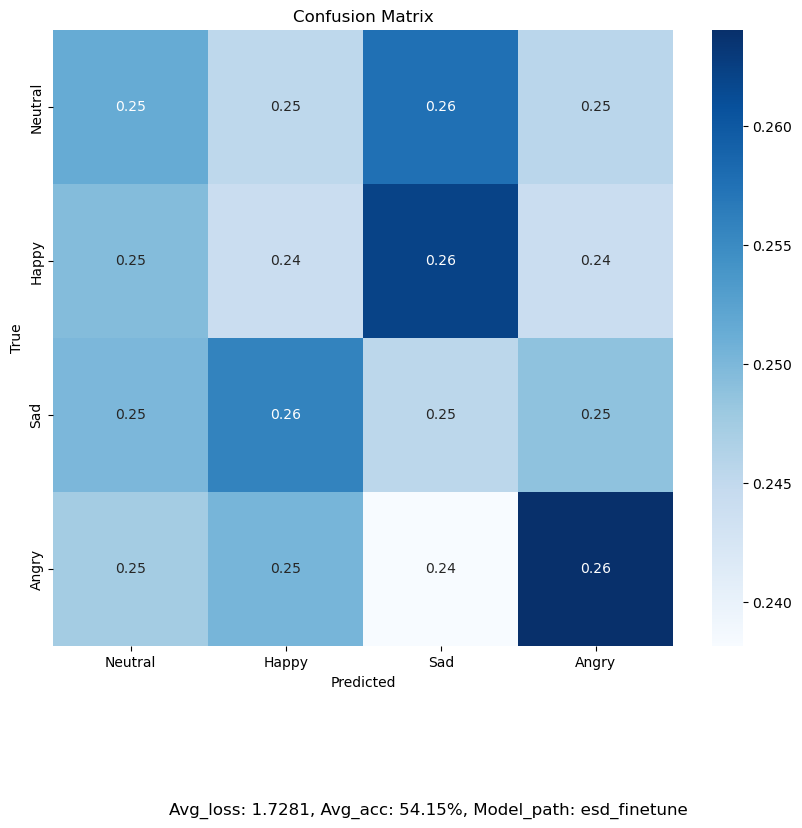 Confusion Matrix
Neutral 0.25 0.25 0.26 0.25
Happy 0.25 0.24 0.26 0.24
Sad 0.25 0.26 0.25 0.25
Angry 0.25 0.25 0.24 0.26
True
Neutral Happy Sad Angry
Predicted
0.260
0.255
0.250
0.245
0.240
Avg_loss: 1.7281, Avg_acc: 54.15%, Model_path: esd_finetune